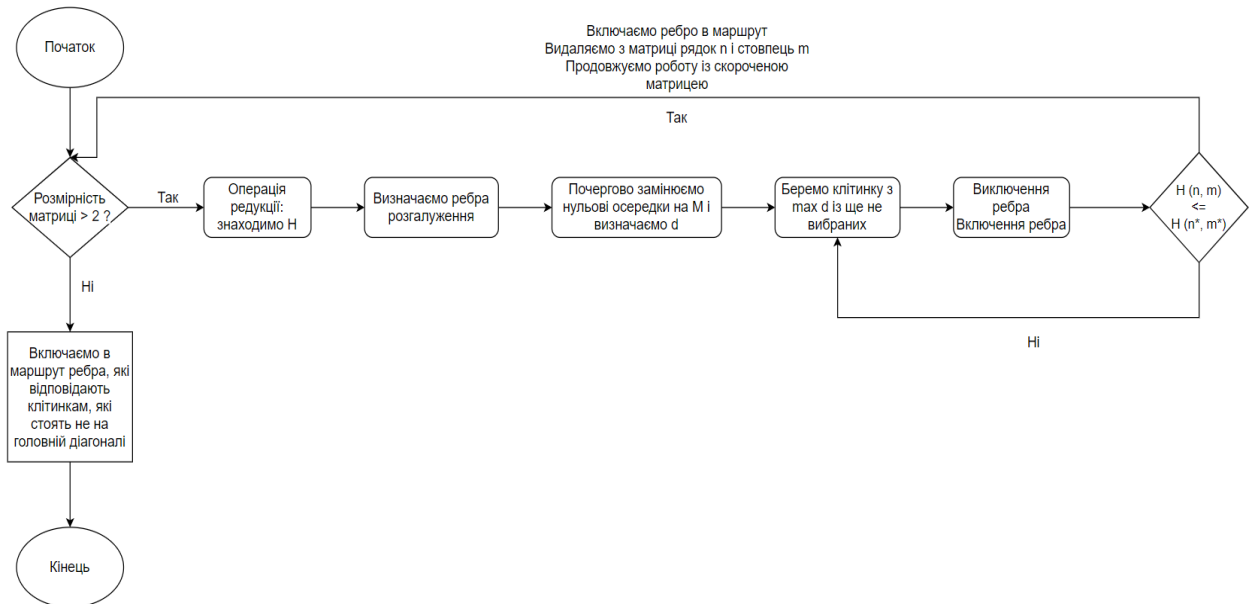 Початок
Включаємо ребро в маршрут
Видаляємо з матриці рядок n і стовпець m
Продовжуємо роботу із скороченою
матрицею
Так
Розмірність
матриці > 2 ?
Так
Операція
редукції:
знаходимо H
Визначаємо ребра
розгалуження
Почергово замінюємо
нульові осередки на М і
визначаємо d
Беремо клітинку з
max d із ще не
вибраних
Виключення
ребра
Включення ребра
H (n, m)
<=
H (n*, m*)
Ні
Ні
Включаємо в
маршрут ребра, які
відповідають
клітинкам, які
стоять не на
головній діагоналі
Кінець